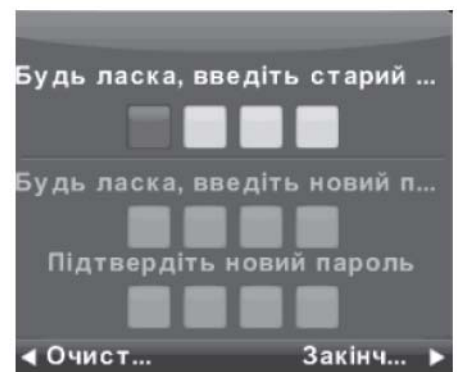 Будь ласка, введіть старий ...
Будь ласка, введіть новий п...
Підтвердіть новий пароль
◀ Очист... Закінч... ▶